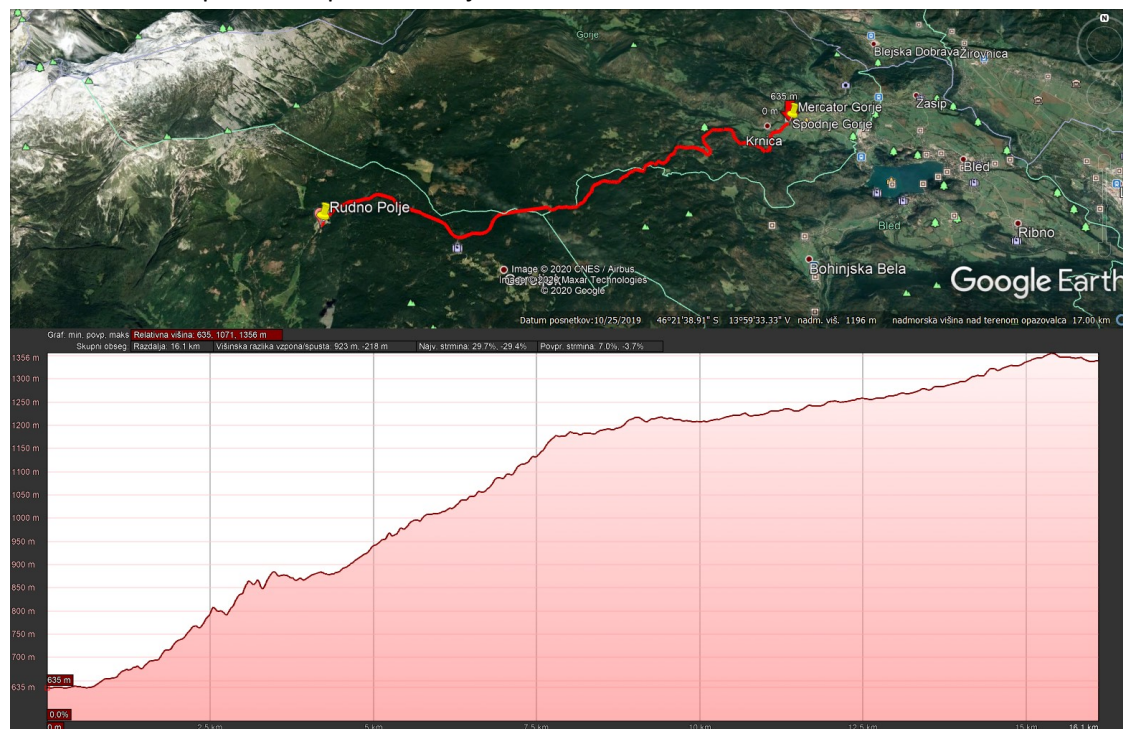 N
Gorje
Blejska Dobrava
Žirovnica
635 m
0 m
Mercator Gorje
Zasip
Spodnje Gorje
Krnica
Bled
Rudno Polje
Bled
Ribno
Bohinjska Bela
Image © 2020 CNES / Airbus
Image © 2020 Maxar Technologies
© 2020 Google
Google Earth
Datum posnetkov:10/25/2019 46°21'38.91" S 13°59'33.33" V nadm. viš. 1196 m nadmorska višina nad terenom opazovalca 17.00 km
Graf: min. povp. maks Relativna višina: 635, 1071, 1356 m
Skupni obseg: Razdalja: 16.1 km Višinska razlika vzpona/spusta: 923 m, -218 m Najv. strmina: 29.7%, -29.4% Povpr. strmina: 7.0%, -3.7%
1356 m
1300 m
1250 m
1200 m
1150 m
1100 m
1050 m
1000 m
950 m
900 m
850 m
800 m
750 m
700 m
635 m
635 m
0.0%
0 m
2.5 km
5 km
7.5 km
10 km
12.5 km
15 km
16.1 km